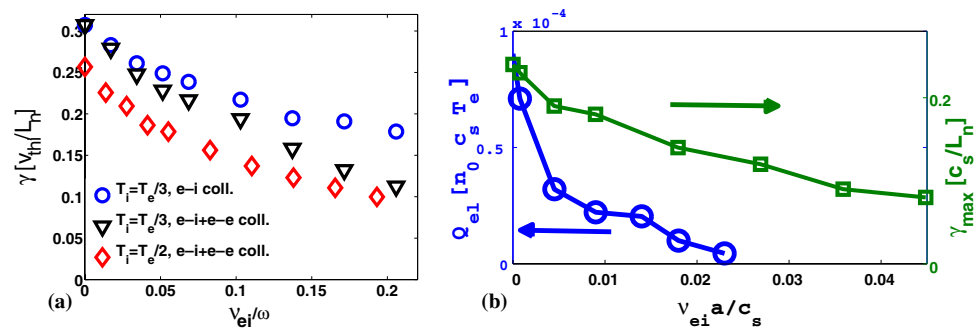 0.3
0.25
0.2
0.15
0.1
0.05
0
γ [v_thi/L_n]
T_i=T_e/3, e−i coll.
T_i=T_e/3, e−i+e−e coll.
T_i=T_e/2, e−i+e−e coll.
0 0.05 0.1 0.15 0.2
ν_ei/ω
(a)
x 10^-4
1
0.5
0
Q_el [n_0 c_s T_e]
0.2
0
γ_max [c_s/L_n]
0 0.01 0.02 0.03 0.04
ν_ei a/c_s
(b)